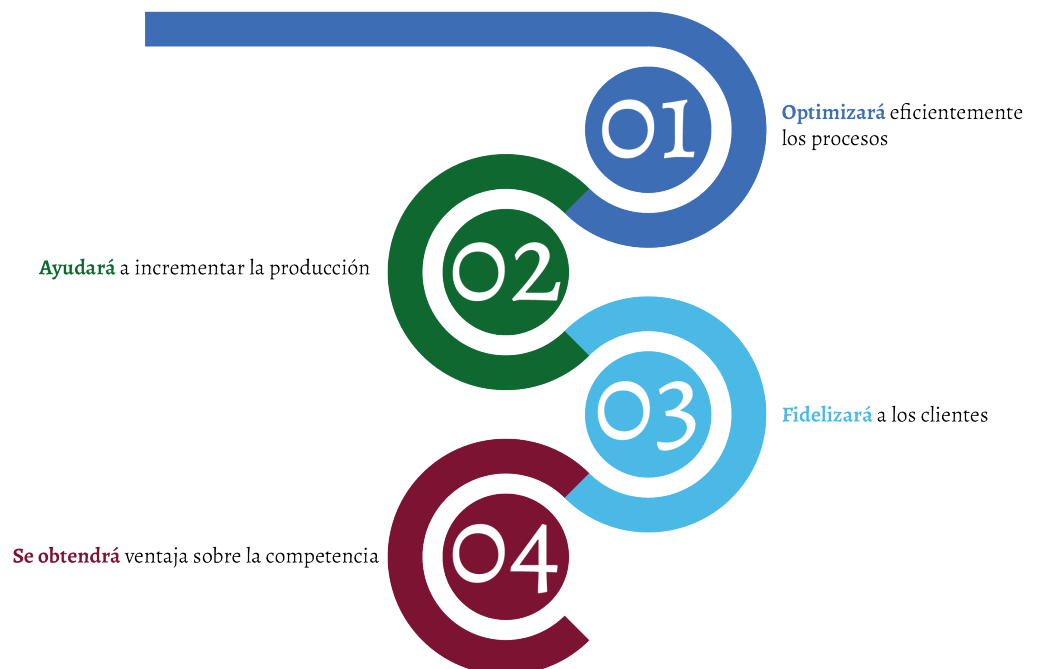 01
Optimizará eficientemente
los procesos
02
Ayudará a incrementar la producción
03
Fidelizará a los clientes
04
Se obtendrá ventaja sobre la competencia